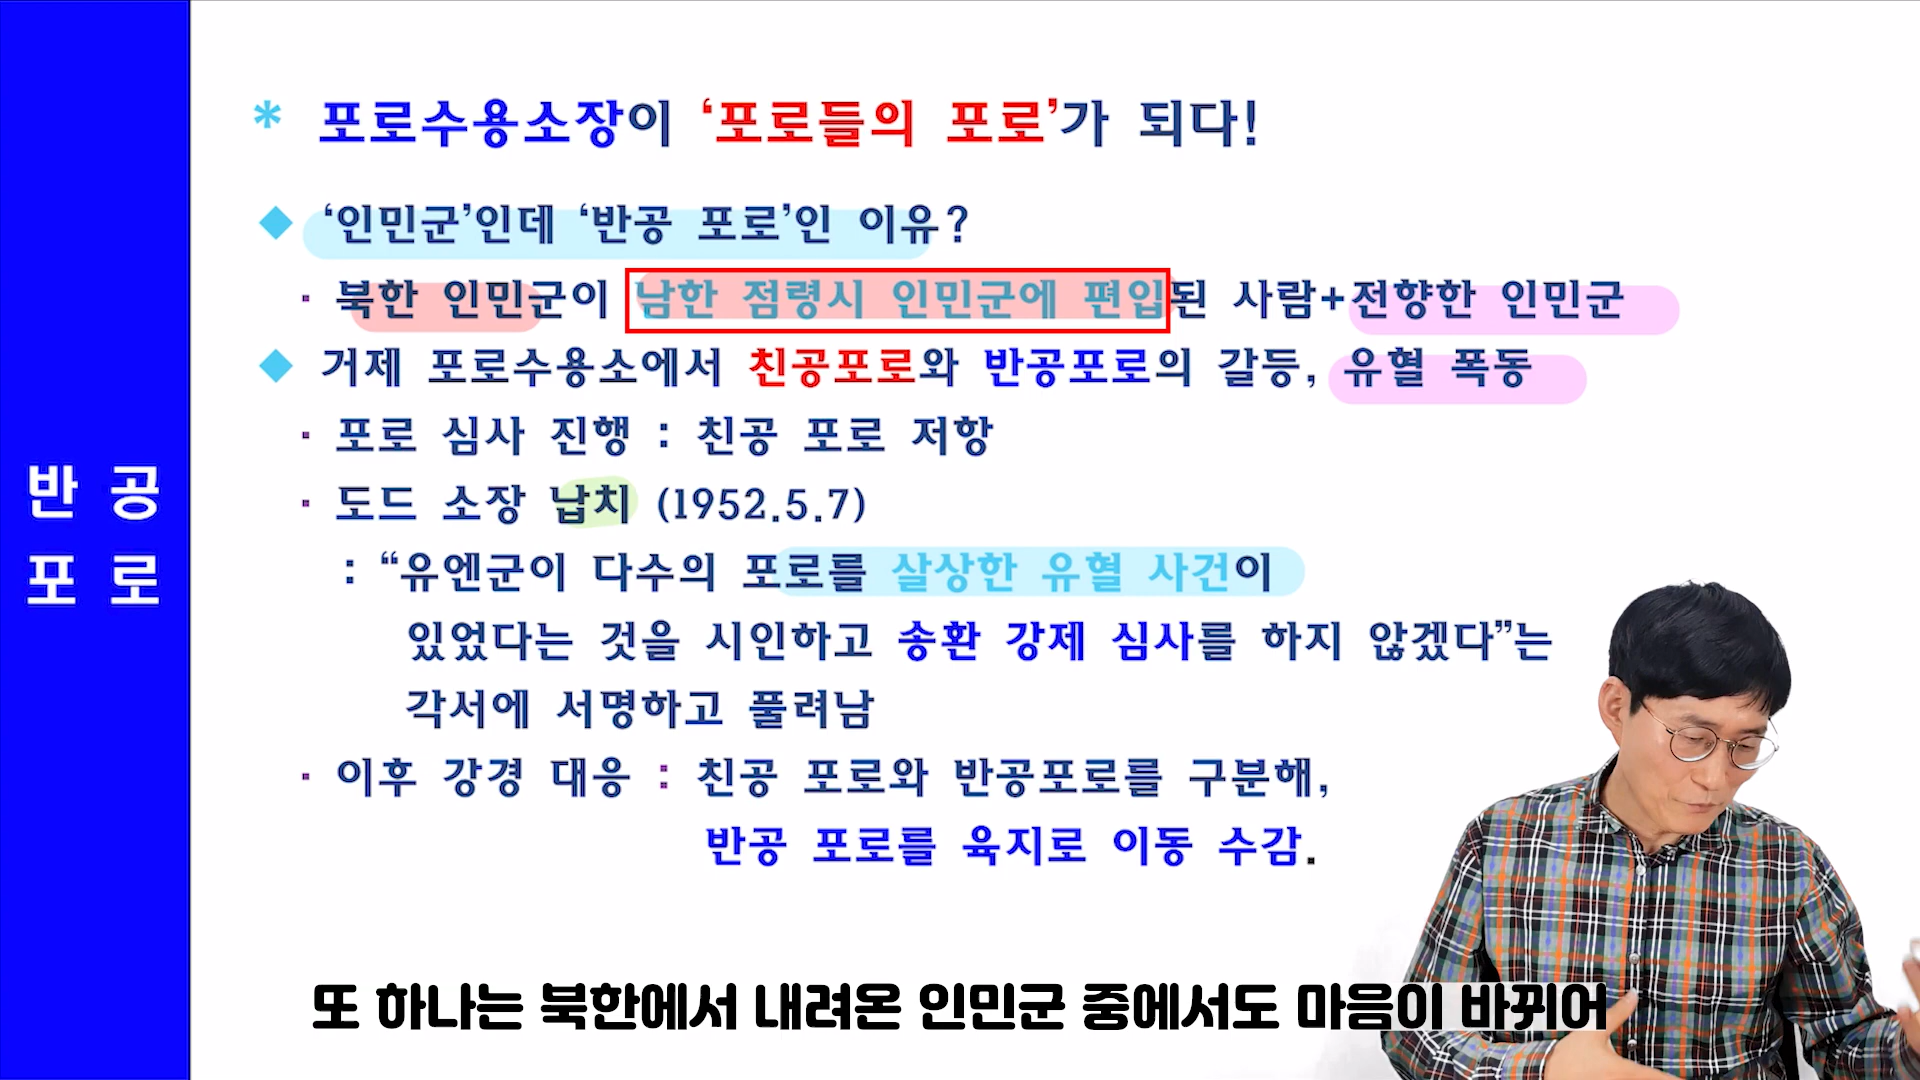 반 공
포 로
* 포로수용소장이 ‘포로들의 포로’가 되다!
◆ ‘인민군’인데 ‘반공 포로’인 이유?
· 북한 인민군이 남한 점령시 인민군에 편입된 사람+전향한 인민군
◆ 거제 포로수용소에서 친공포로와 반공포로의 갈등, 유혈 폭동
· 포로 심사 진행 : 친공 포로 저항
· 도드 소장 납치 (1952.5.7)
: “유엔군이 다수의 포로를 살상한 유혈 사건이
있었다는 것을 시인하고 송환 강제 심사를 하지 않겠다”는
각서에 서명하고 풀려남
· 이후 강경 대응 : 친공 포로와 반공포로를 구분해,
반공 포로를 육지로 이동 수감.
또 하나는 북한에서 내려온 인민군 중에서도 마음이 바뀌어